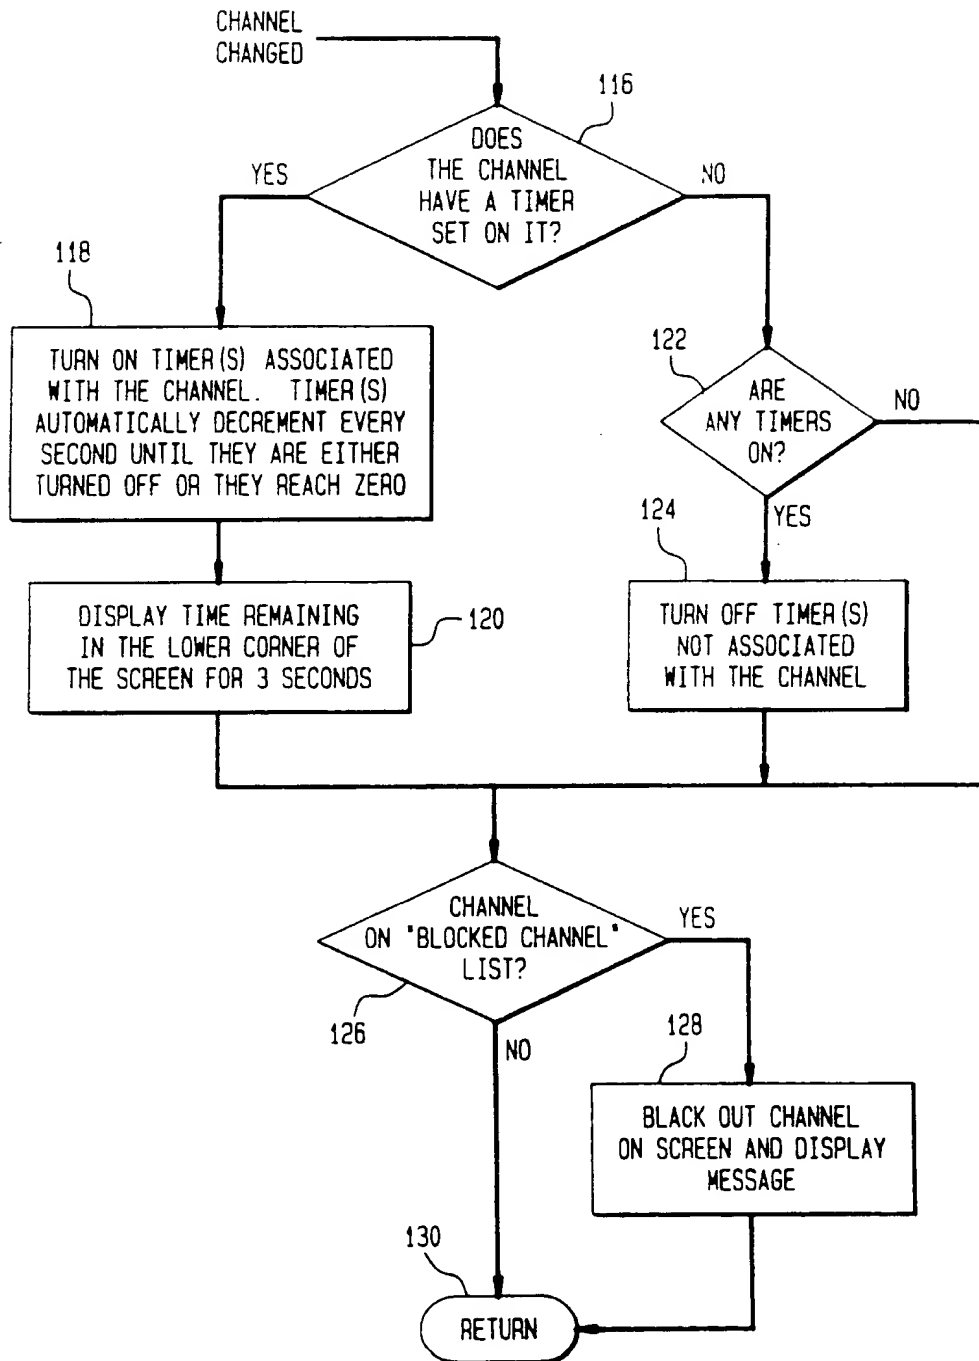 CHANNEL
CHANGED
116
DOES
THE CHANNEL
HAVE A TIMER
SET ON IT?
YES
NO
118
TURN ON TIMER(S) ASSOCIATED
WITH THE CHANNEL. TIMER(S)
AUTOMATICALLY DECREMENT EVERY
SECOND UNTIL THEY ARE EITHER
TURNED OFF OR THEY REACH ZERO
122
ARE
ANY TIMERS
ON?
NO
YES
124
TURN OFF TIMER(S)
NOT ASSOCIATED
WITH THE CHANNEL
DISPLAY TIME REMAINING
IN THE LOWER CORNER OF
THE SCREEN FOR 3 SECONDS
120
CHANNEL
ON "BLOCKED CHANNEL"
LIST?
YES
126
NO
128
BLACK OUT CHANNEL
ON SCREEN AND DISPLAY
MESSAGE
130
RETURN